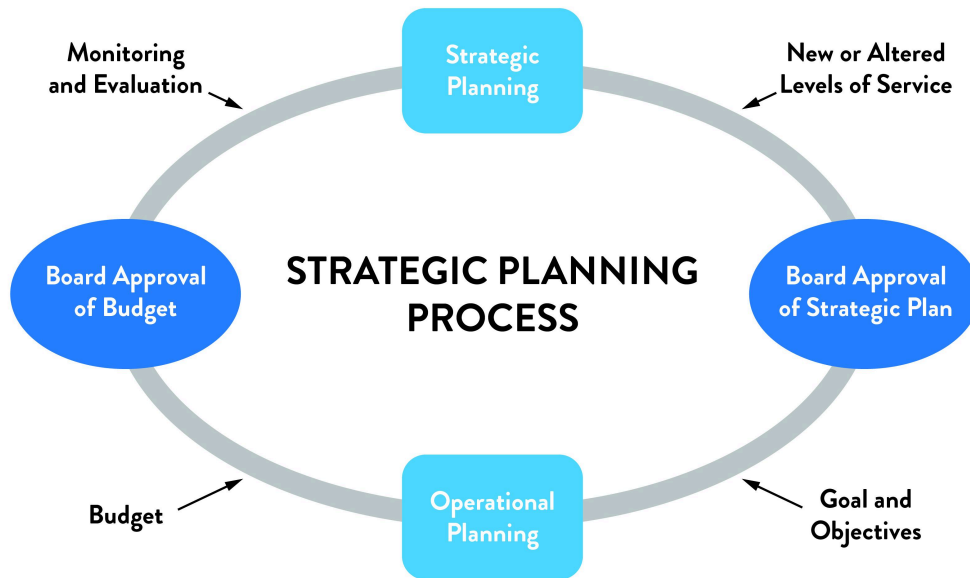 Monitoring
and Evaluation
Strategic
Planning
New or Altered
Levels of Service
Board Approval
of Budget
STRATEGIC PLANNING
PROCESS
Board Approval
of Strategic Plan
Budget
Operational
Planning
Goal and
Objectives